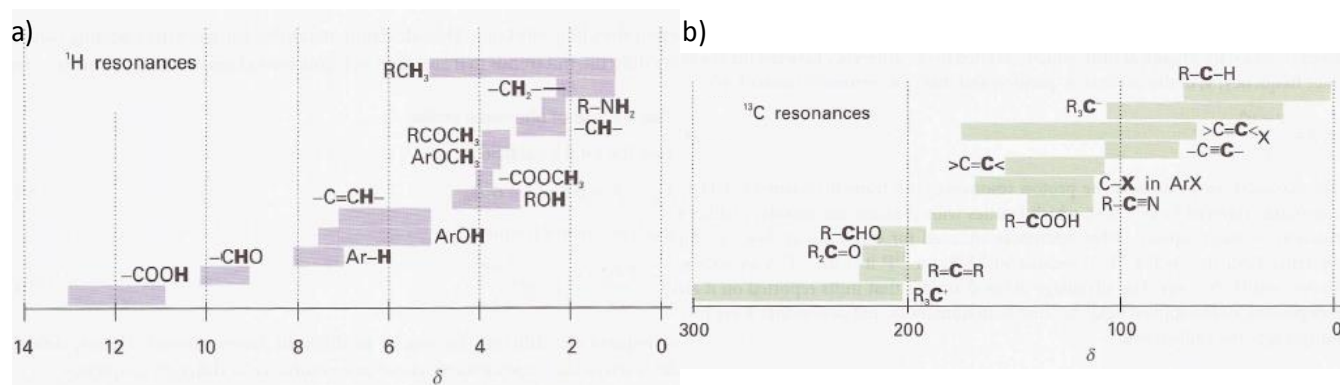 a)
¹H resonances
RCH₃
–CH₂–
R–NH₂
–CH–
RCOCH₃
ArOCH₃
–COOCH₃
–C=CH–
ROH
ArOH
Ar–H
–CHO
–COOH
14 12 10 8 6 4 2 0
δ
b)
¹³C resonances
R–C–H
R₃C⁻
>C=C<X
–C≡C–
>C=C<
C–X in ArX
R–C≡N
R–COOH
R–CHO
R₂C=O
R=C=R
R₃C⁺
300 200 100 0
δ